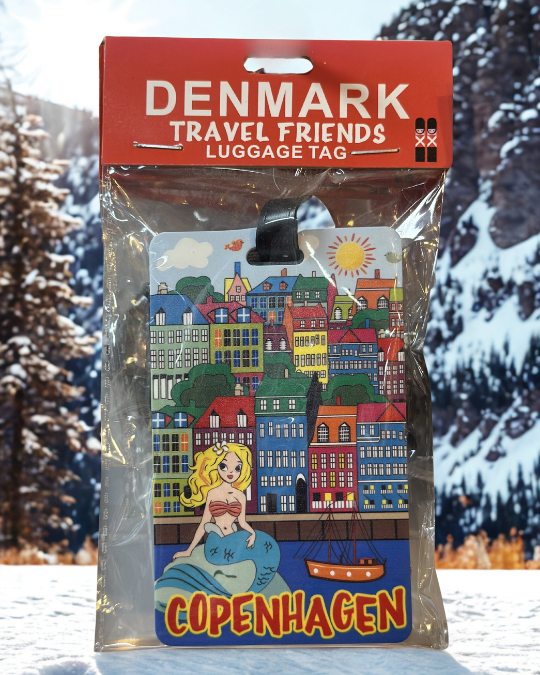 DENMARK
TRAVEL FRIENDS
LUGGAGE TAG
COPENHAGEN